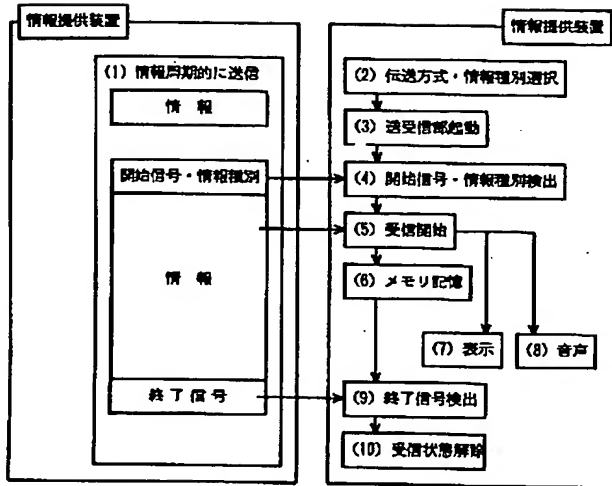 情報提供装置
情報提供装置
(1) 情報周期的に送信
情報
開始信号・情報種別
情報
終了信号
(2) 伝送方式・情報種別選択
(3) 送受信部起動
(4) 開始信号・情報種別検出
(5) 受信開始
(6) メモリ記憶
(7) 表示
(8) 音声
(9) 終了信号検出
(10) 受信状態解除